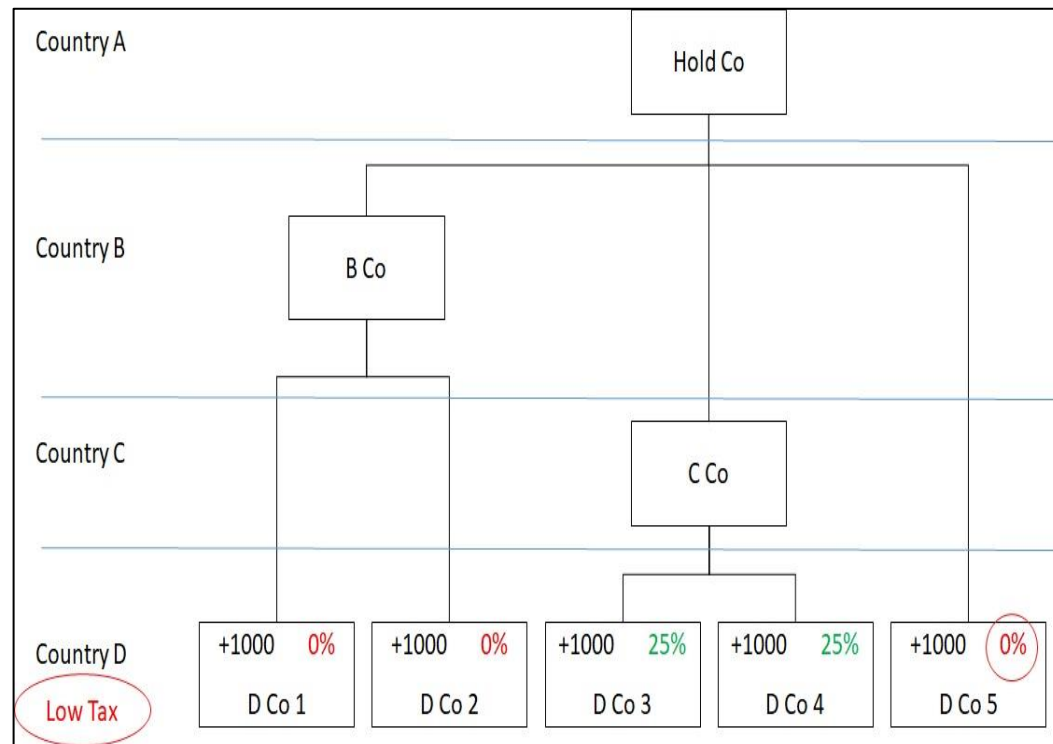 Country A
Hold Co
Country B
B Co
Country C
C Co
Country D
Low Tax
+1000 0%
D Co 1
+1000 0%
D Co 2
+1000 25%
D Co 3
+1000 25%
D Co 4
+1000 0%
D Co 5